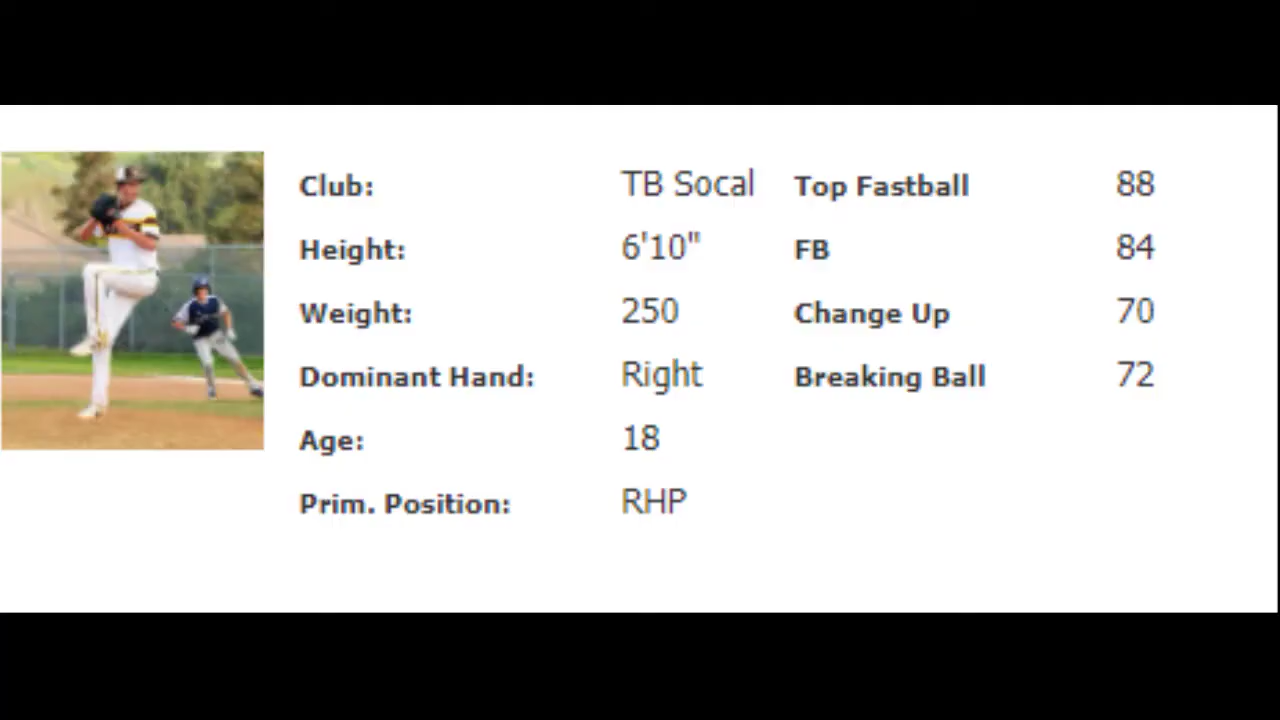 Club: TB Socal Top Fastball 88
Height: 6'10" FB 84
Weight: 250 Change Up 70
Dominant Hand: Right Breaking Ball 72
Age: 18
Prim. Position: RHP